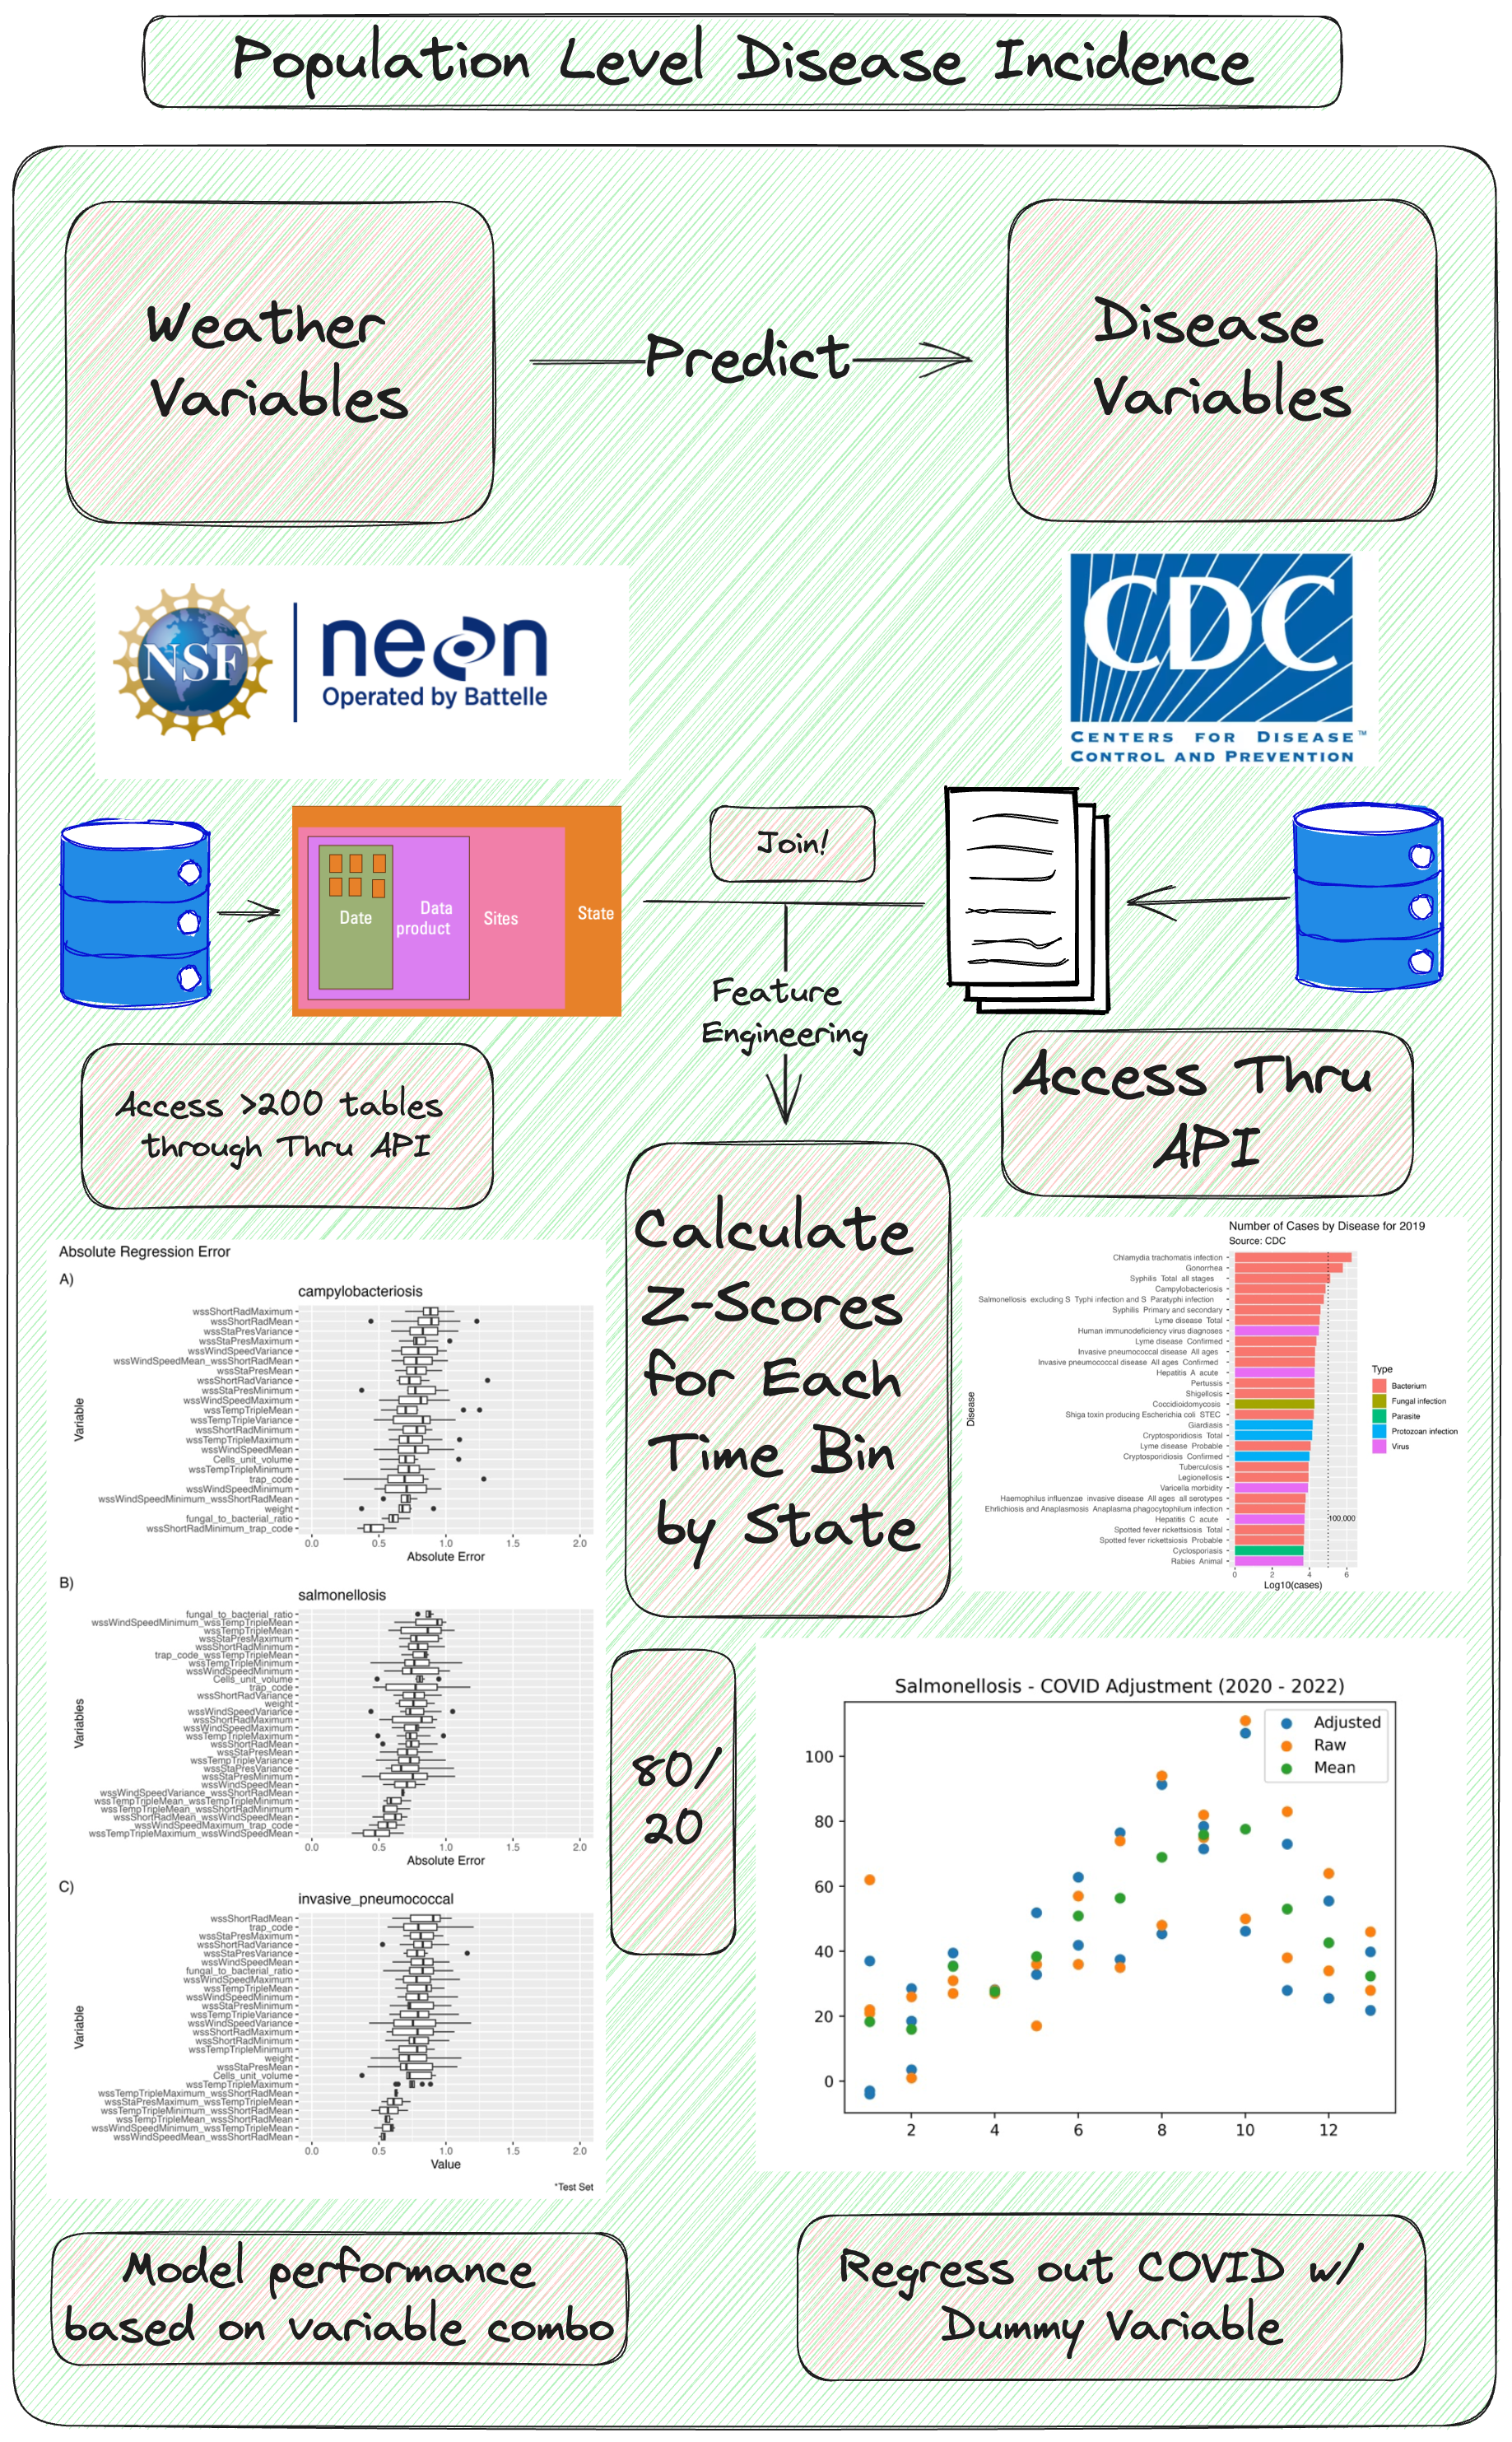 Population Level Disease Incidence
Weather
Variables
Predict
Disease
Variables
NSF
neon
Operated by Battelle
CDC
CENTERS FOR DISEASE™
CONTROL AND PREVENTION
Date
Data
product
Sites
State
Join!
Feature
Engineering
Access >200 tables
through Thru API
Access Thru
API
Calculate
Z-Scores
for Each
Time Bin
by State
80/
20
Absolute Regression Error
A)
campylobacteriosis
Variable
wssShortRadMaximum
wssShortRadMean
wssStaPresVariance
wssStaPresMaximum
wssWindSpeedVariance
wssWindSpeedMean_wssShortRadMean
wssStaPresMean
wssShortRadVariance
wssStaPresMinimum
wssWindSpeedMaximum
wssTempTripleMean
wssTempTripleVariance
wssShortRadMinimum
wssTempTripleMaximum
wssWindSpeedMean
Cells_unit_volume
wssTempTripleMinimum
trap_code
wssWindSpeedMinimum
wssWindSpeedMinimum_wssShortRadMean
weight
fungal_to_bacterial_ratio
wssShortRadMinimum_trap_code
0.0 0.5 1.0 1.5 2.0
Absolute Error
B)
salmonellosis
Variables
fungal_to_bacterial_ratio
wssWindSpeedMinimum_wssTempTripleMean
wssTempTripleMean
wssStaPresMaximum
wssShortRadMinimum
trap_code_wssTempTripleMean
wssTempTripleMinimum
wssWindSpeedMinimum
Cells_unit_volume
trap_code
wssShortRadVariance
weight
wssWindSpeedVariance
wssShortRadMaximum
wssWindSpeedMaximum
wssTempTripleMaximum
wssShortRadMean
wssStaPresMean
wssTempTripleVariance
wssStaPresVariance
wssStaPresMinimum
wssWindSpeedMean
wssWindSpeedVariance_wssShortRadMean
wssTempTripleMean_wssTempTripleMinimum
wssTempTripleMean_wssShortRadMinimum
wssShortRadMean_wssWindSpeedMean
wssWindSpeedMaximum_trap_code
wssTempTripleMaximum_wssWindSpeedMean
0.0 0.5 1.0 1.5 2.0
Absolute Error
C)
invasive_pneumococcal
Variable
wssShortRadMean
trap_code
wssStaPresMaximum
wssShortRadVariance
wssStaPresVariance
wssWindSpeedMean
fungal_to_bacterial_ratio
wssWindSpeedMaximum
wssTempTripleMean
wssWindSpeedMinimum
wssStaPresMinimum
wssTempTripleVariance
wssWindSpeedVariance
wssShortRadMaximum
wssShortRadMinimum
wssTempTripleMinimum
weight
wssStaPresMean
Cells_unit_volume
wssTempTripleMaximum
wssTempTripleMaximum_wssShortRadMean
wssStaPresMaximum_wssTempTripleMean
wssTempTripleMinimum_wssShortRadMean
wssTempTripleMean_wssShortRadMean
wssWindSpeedMinimum_wssTempTripleMean
wssWindSpeedMean_wssShortRadMean
0.0 0.5 1.0 1.5 2.0
Value
*Test Set
Number of Cases by Disease for 2019
Source: CDC
Disease
Chlamydia trachomatis infection
Gonorrhea
Syphilis Total all stages
Campylobacteriosis
Salmonellosis excluding S Typhi infection and S Paratyphi infection
Syphilis Primary and secondary
Lyme disease Total
Human immunodeficiency virus diagnoses
Lyme disease Confirmed
Invasive pneumococcal disease All ages
Invasive pneumococcal disease All ages Confirmed
Hepatitis A acute
Pertussis
Shigellosis
Coccidioidomycosis
Shiga toxin producing Escherichia coli STEC
Giardiasis
Cryptosporidiosis Total
Lyme disease Probable
Cryptosporidiosis Confirmed
Tuberculosis
Legionellosis
Varicella morbidity
Haemophilus influenzae invasive disease All ages all serotypes
Ehrlichiosis and Anaplasmosis Anaplasma phagocytophilum infection
Hepatitis C acute
Spotted fever rickettsiosis Total
Spotted fever rickettsiosis Probable
Cyclosporiasis
Rabies Animal
100,000
0 2 4 6
Log10(cases)
Type
Bacterium
Fungal infection
Parasite
Protozoan infection
Virus
Salmonellosis - COVID Adjustment (2020 - 2022)
Adjusted
Raw
Mean
100
80
60
40
20
0
2 4 6 8 10 12
Model performance
based on variable combo
Regress out COVID w/
Dummy Variable